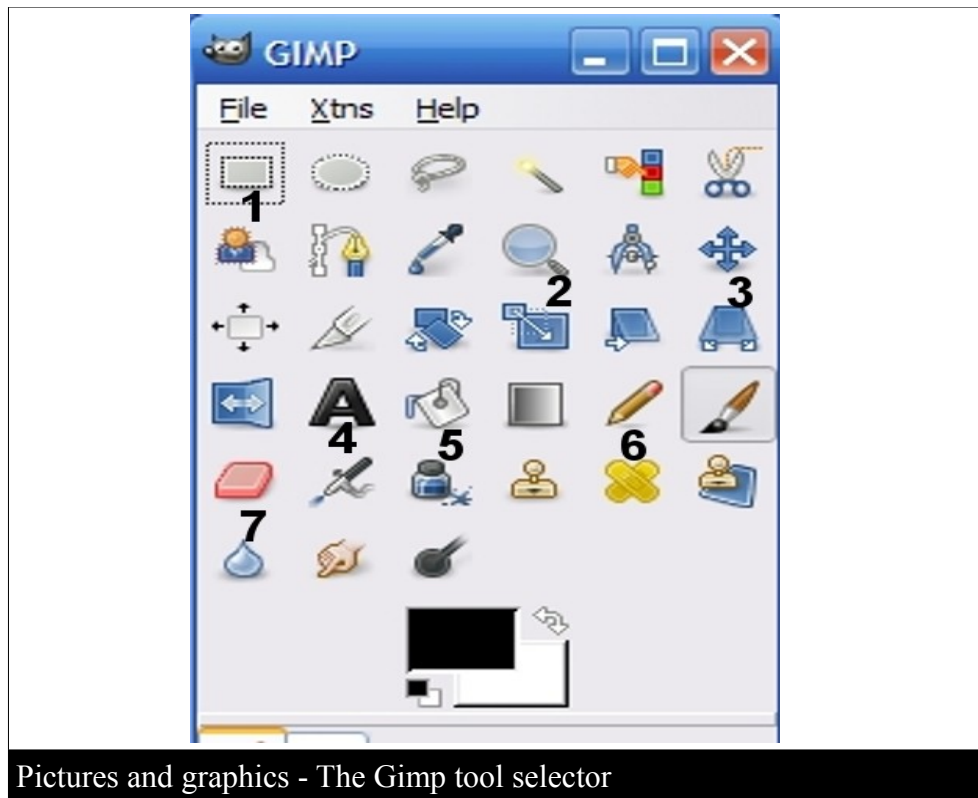 GIMP
File Xtns Help
1
2 3
A
4 5 6
7
Pictures and graphics - The Gimp tool selector